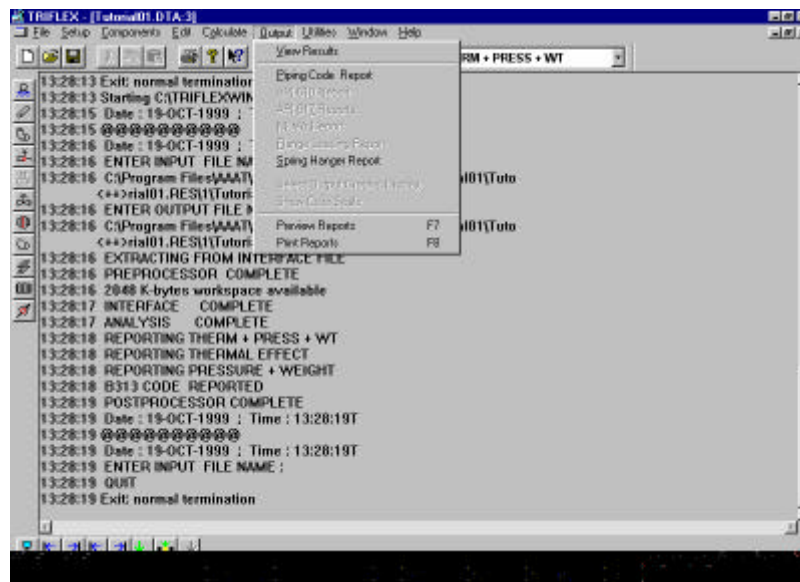 TRIFLEX - [Tutorial01.DTA:3]
File Setup Components Edit Calculate Output Utilities Window Help
View Results
RM + PRESS + WT
Piping Code Report
Spring Hanger Report
Preview Reports F7
Print Reports F8
13:28:13 Exit: normal termination
13:28:13 Starting C:\TRIFLEXWIN
13:28:15 Date : 19-OCT-1999 ;
13:28:15 @@@@@@@@@@
13:28:16 Date : 19-OCT-1999 ;
13:28:16 ENTER INPUT FILE NA
13:28:16 C:\Program Files\AAAT\ ial01\Tuto
<++>rial01.RES\1\Tutori
13:28:16 ENTER OUTPUT FILE N
13:28:16 C:\Program Files\AAAT\ ial01\Tuto
<++>rial01.RES\1\Tutori
13:28:16 EXTRACTING FROM INTERFACE FILE
13:28:16 PREPROCESSOR COMPLETE
13:28:16 2048 K-bytes workspace available
13:28:17 INTERFACE COMPLETE
13:28:17 ANALYSIS COMPLETE
13:28:18 REPORTING THERM + PRESS + WT
13:28:18 REPORTING THERMAL EFFECT
13:28:18 REPORTING PRESSURE + WEIGHT
13:28:18 B313 CODE REPORTED
13:28:19 POSTPROCESSOR COMPLETE
13:28:19 Date : 19-OCT-1999 ; Time : 13:28:19T
13:28:19 @@@@@@@@@@
13:28:19 Date : 19-OCT-1999 ; Time : 13:28:19T
13:28:19 ENTER INPUT FILE NAME :
13:28:19 QUIT
13:28:19 Exit: normal termination